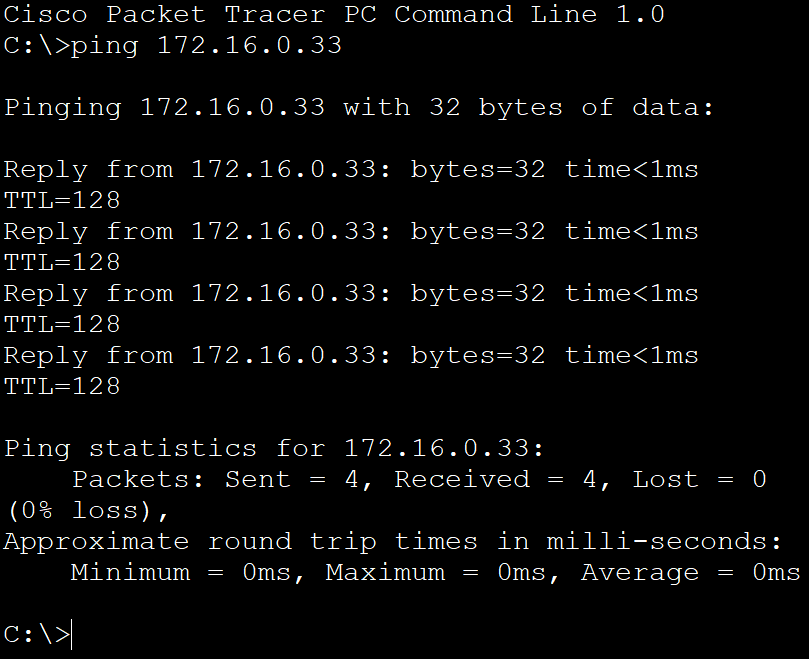 Cisco Packet Tracer PC Command Line 1.0
C:\>ping 172.16.0.33
Pinging 172.16.0.33 with 32 bytes of data:
Reply from 172.16.0.33: bytes=32 time<1ms
TTL=128
Reply from 172.16.0.33: bytes=32 time<1ms
TTL=128
Reply from 172.16.0.33: bytes=32 time<1ms
TTL=128
Reply from 172.16.0.33: bytes=32 time<1ms
TTL=128
Ping statistics for 172.16.0.33:
    Packets: Sent = 4, Received = 4, Lost = 0
(0% loss),
Approximate round trip times in milli-seconds:
    Minimum = 0ms, Maximum = 0ms, Average = 0ms
C:\>